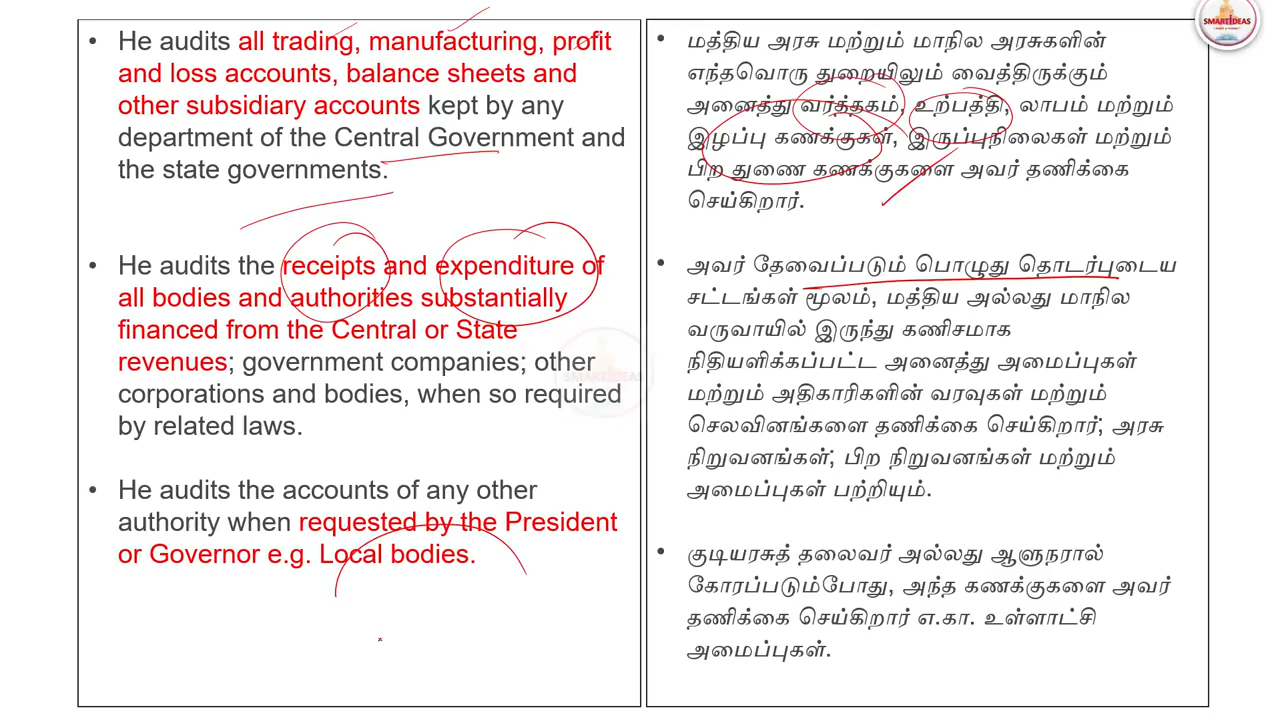 • He audits all trading, manufacturing, profit
and loss accounts, balance sheets and
other subsidiary accounts kept by any
department of the Central Government and
the state governments.
• He audits the receipts and expenditure of
all bodies and authorities substantially
financed from the Central or State
revenues; government companies; other
corporations and bodies, when so required
by related laws.
• He audits the accounts of any other
authority when requested by the President
or Governor e.g. Local bodies.
• மத்திய அரசு மற்றும் மாநில அரசுகளின்
எந்தவொரு துறையிலும் வைத்திருக்கும்
அனைத்து வர்த்தகம், உற்பத்தி, லாபம் மற்றும்
இழப்பு கணக்குகள், இருப்புநிலைகள் மற்றும்
பிற துணை கணக்குகளை அவர் தணிக்கை
செய்கிறார்.
• அவர் தேவைப்படும் பொழுது தொடர்புடைய
சட்டங்கள் மூலம், மத்திய அல்லது மாநில
வருவாயில் இருந்து கணிசமாக
நிதியளிக்கப்பட்ட அனைத்து அமைப்புகள்
மற்றும் அதிகாரிகளின் வரவுகள் மற்றும்
செலவினங்களை தணிக்கை செய்கிறார்; அரசு
நிறுவனங்கள்; பிற நிறுவனங்கள் மற்றும்
அமைப்புகள் பற்றியும்.
• குடியரசுத் தலைவர் அல்லது ஆளுநரால்
கோரப்படும்போது, அந்த கணக்குகளை அவர்
தணிக்கை செய்கிறார் எ.கா. உள்ளாட்சி
அமைப்புகள்.
SMART IDEAS
SMART IDEAS